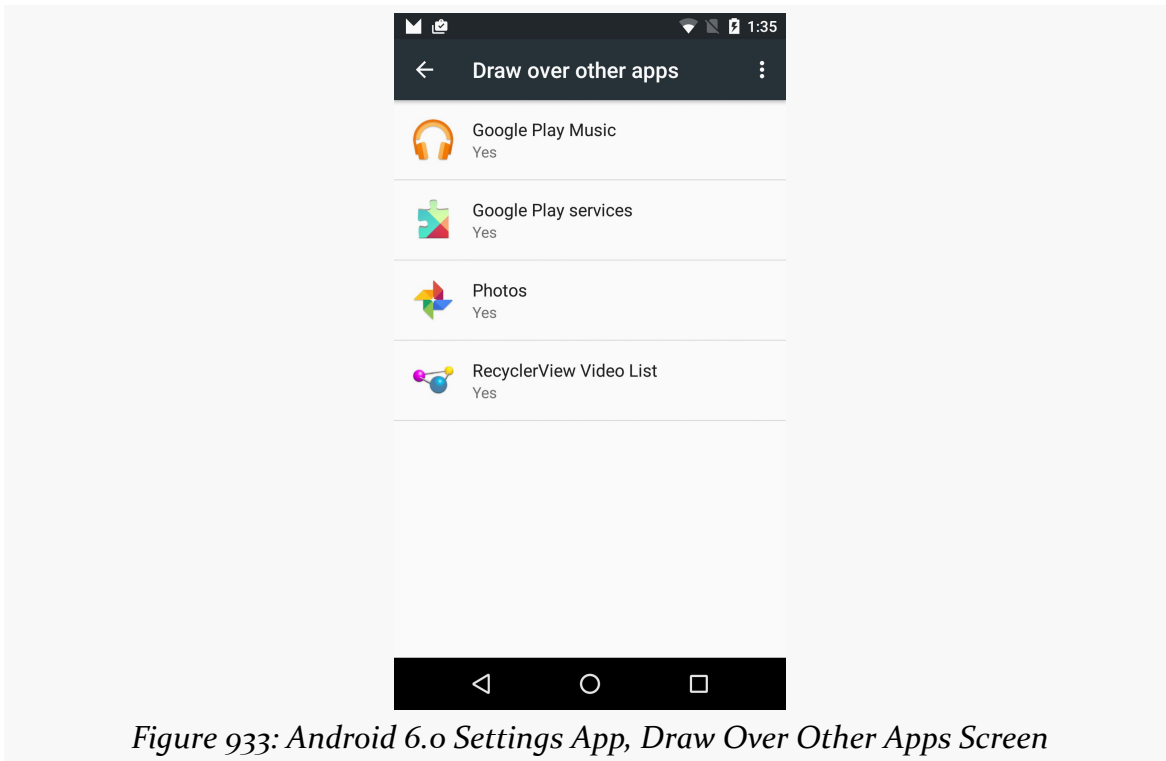 1:35
Draw over other apps
Google Play Music
Yes
Google Play services
Yes
Photos
Yes
RecyclerView Video List
Yes
Figure 933: Android 6.0 Settings App, Draw Over Other Apps Screen